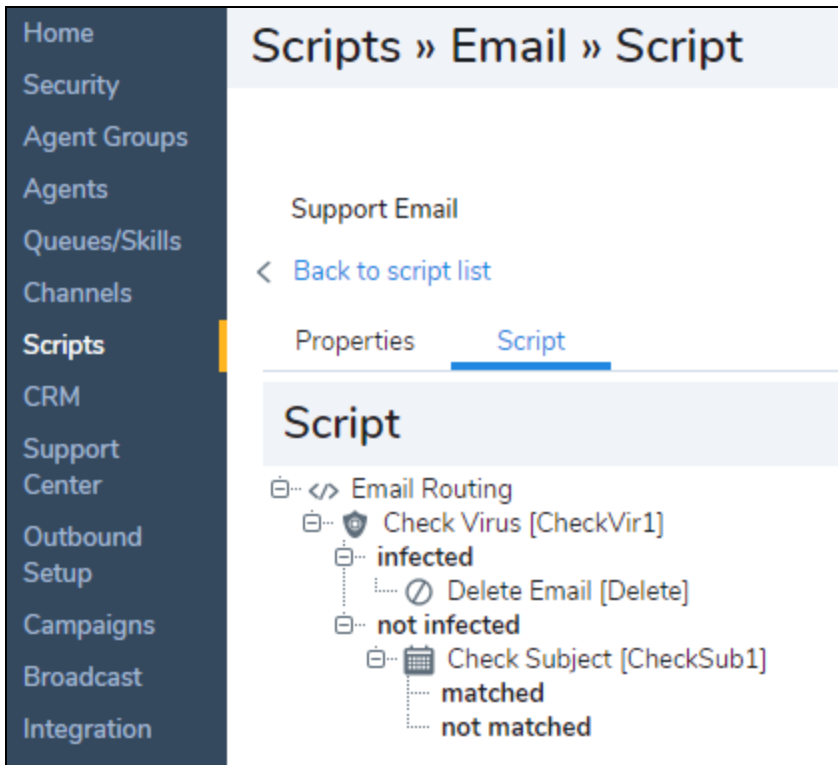 Home
Security
Agent Groups
Agents
Queues/Skills
Channels
Scripts
CRM
Support
Center
Outbound
Setup
Campaigns
Broadcast
Integration
Scripts » Email » Script
Support Email
< Back to script list
Properties Script
Script
</> Email Routing
Check Virus [CheckVir1]
infected
Delete Email [Delete]
not infected
Check Subject [CheckSub1]
matched
not matched